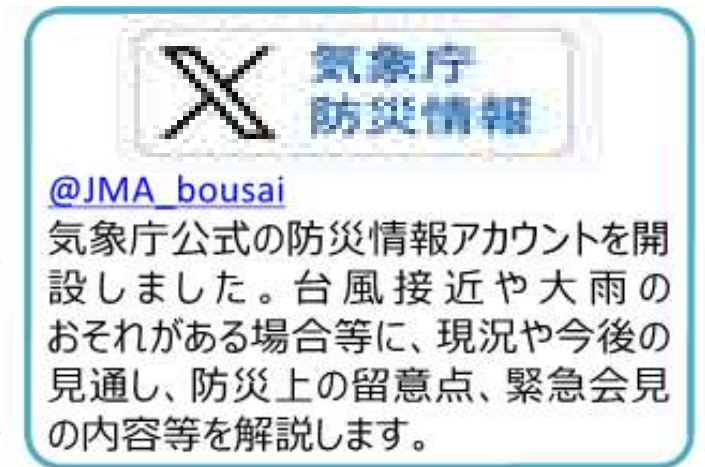 気象庁
防災情報
@JMA_bousai
気象庁公式の防災情報アカウントを開
設しました。台風接近や大雨の
おそれがある場合等に、現況や今後の
見通し、防災上の留意点、緊急会見
の内容等を解説します。